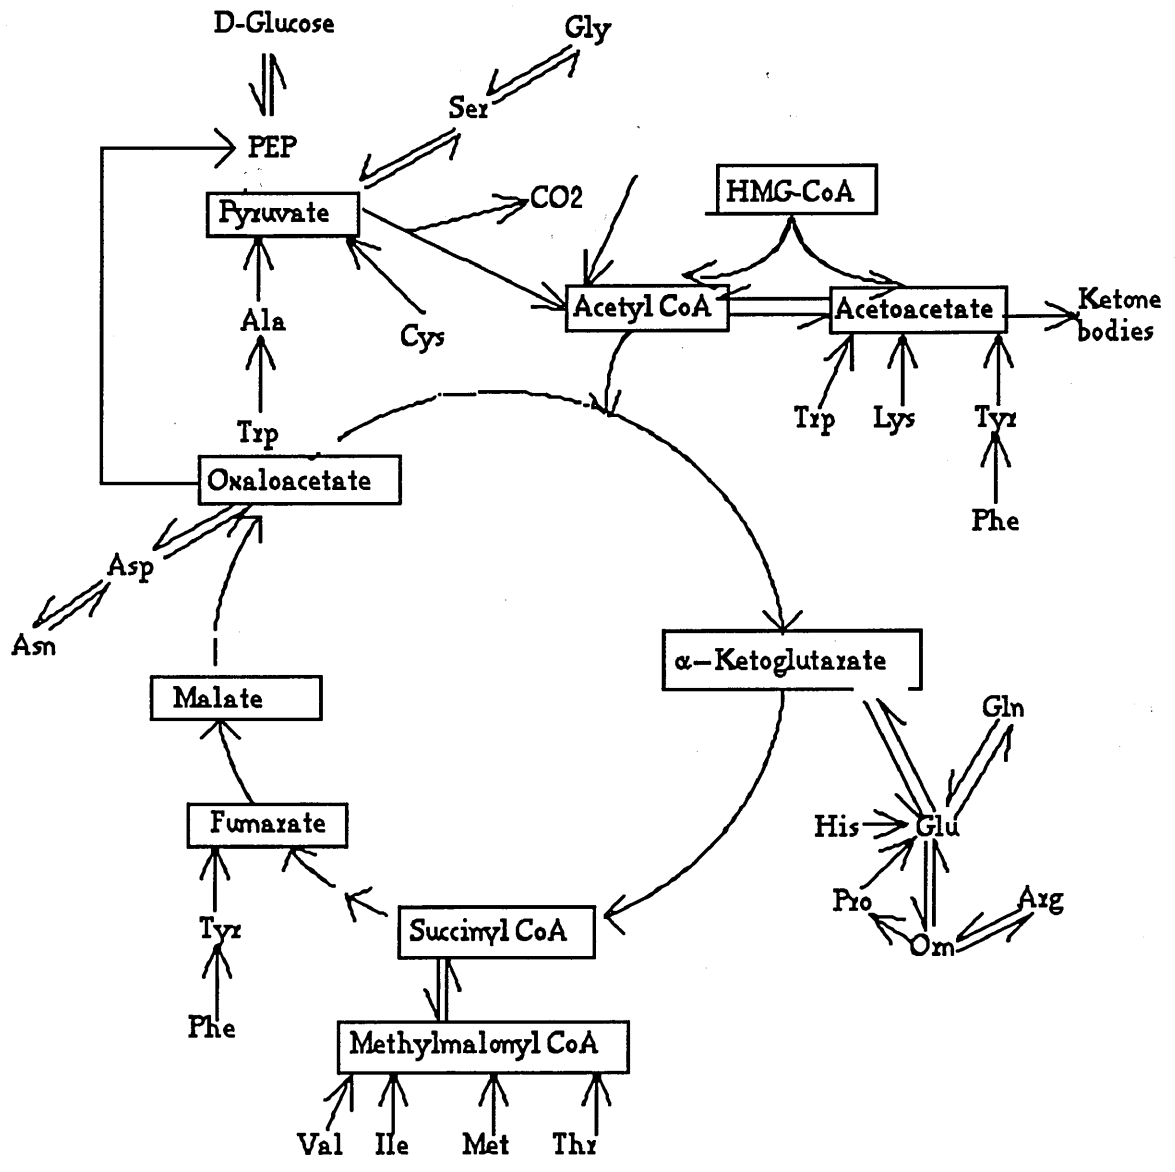 D-Glucose
Gly
Ser
PEP
HMG-CoA
CO2
Pyruvate
Acetyl CoA
Acetoacetate
Ketone
bodies
Ala
Cys
Trp
Lys
Tyr
Trp
Oxaloacetate
Phe
Asp
Asn
α-Ketoglutarate
Malate
Gln
Fumarate
His
Glu
Pro
Arg
Tyr
Succinyl CoA
Orn
Phe
Methylmalonyl CoA
Val
Ile
Met
Thr